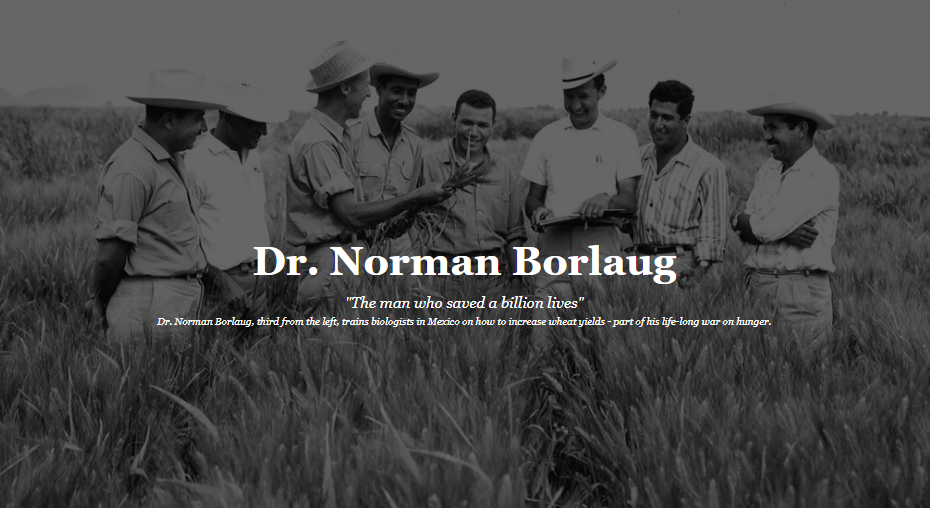 Dr. Norman Borlaug
"The man who saved a billion lives"
Dr. Norman Borlaug, third from the left, trains biologists in Mexico on how to increase wheat yields - part of his life-long war on hunger.